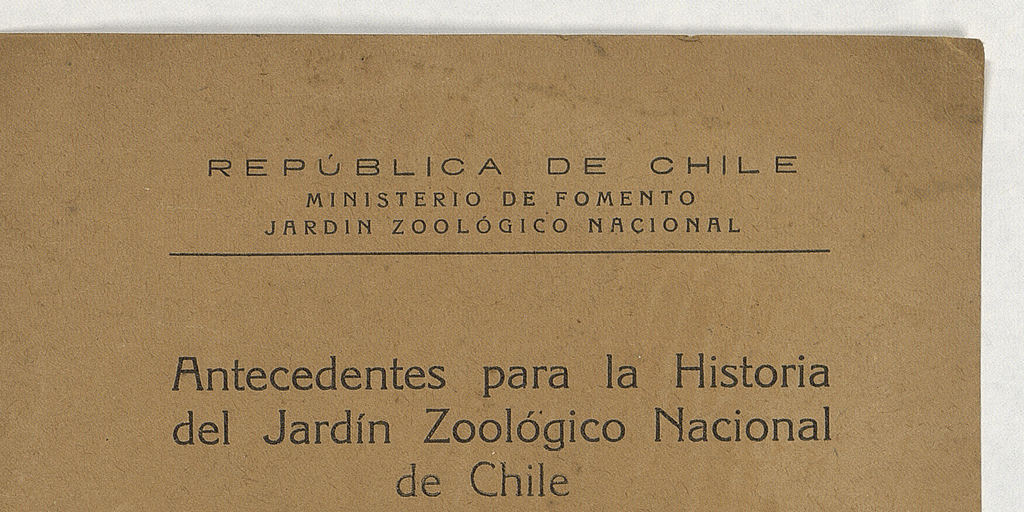 REPÚBLICA DE CHILE
MINISTERIO DE FOMENTO
JARDIN ZOOLÓGICO NACIONAL
Antecedentes para la Historia
del Jardín Zoológico Nacional
de Chile